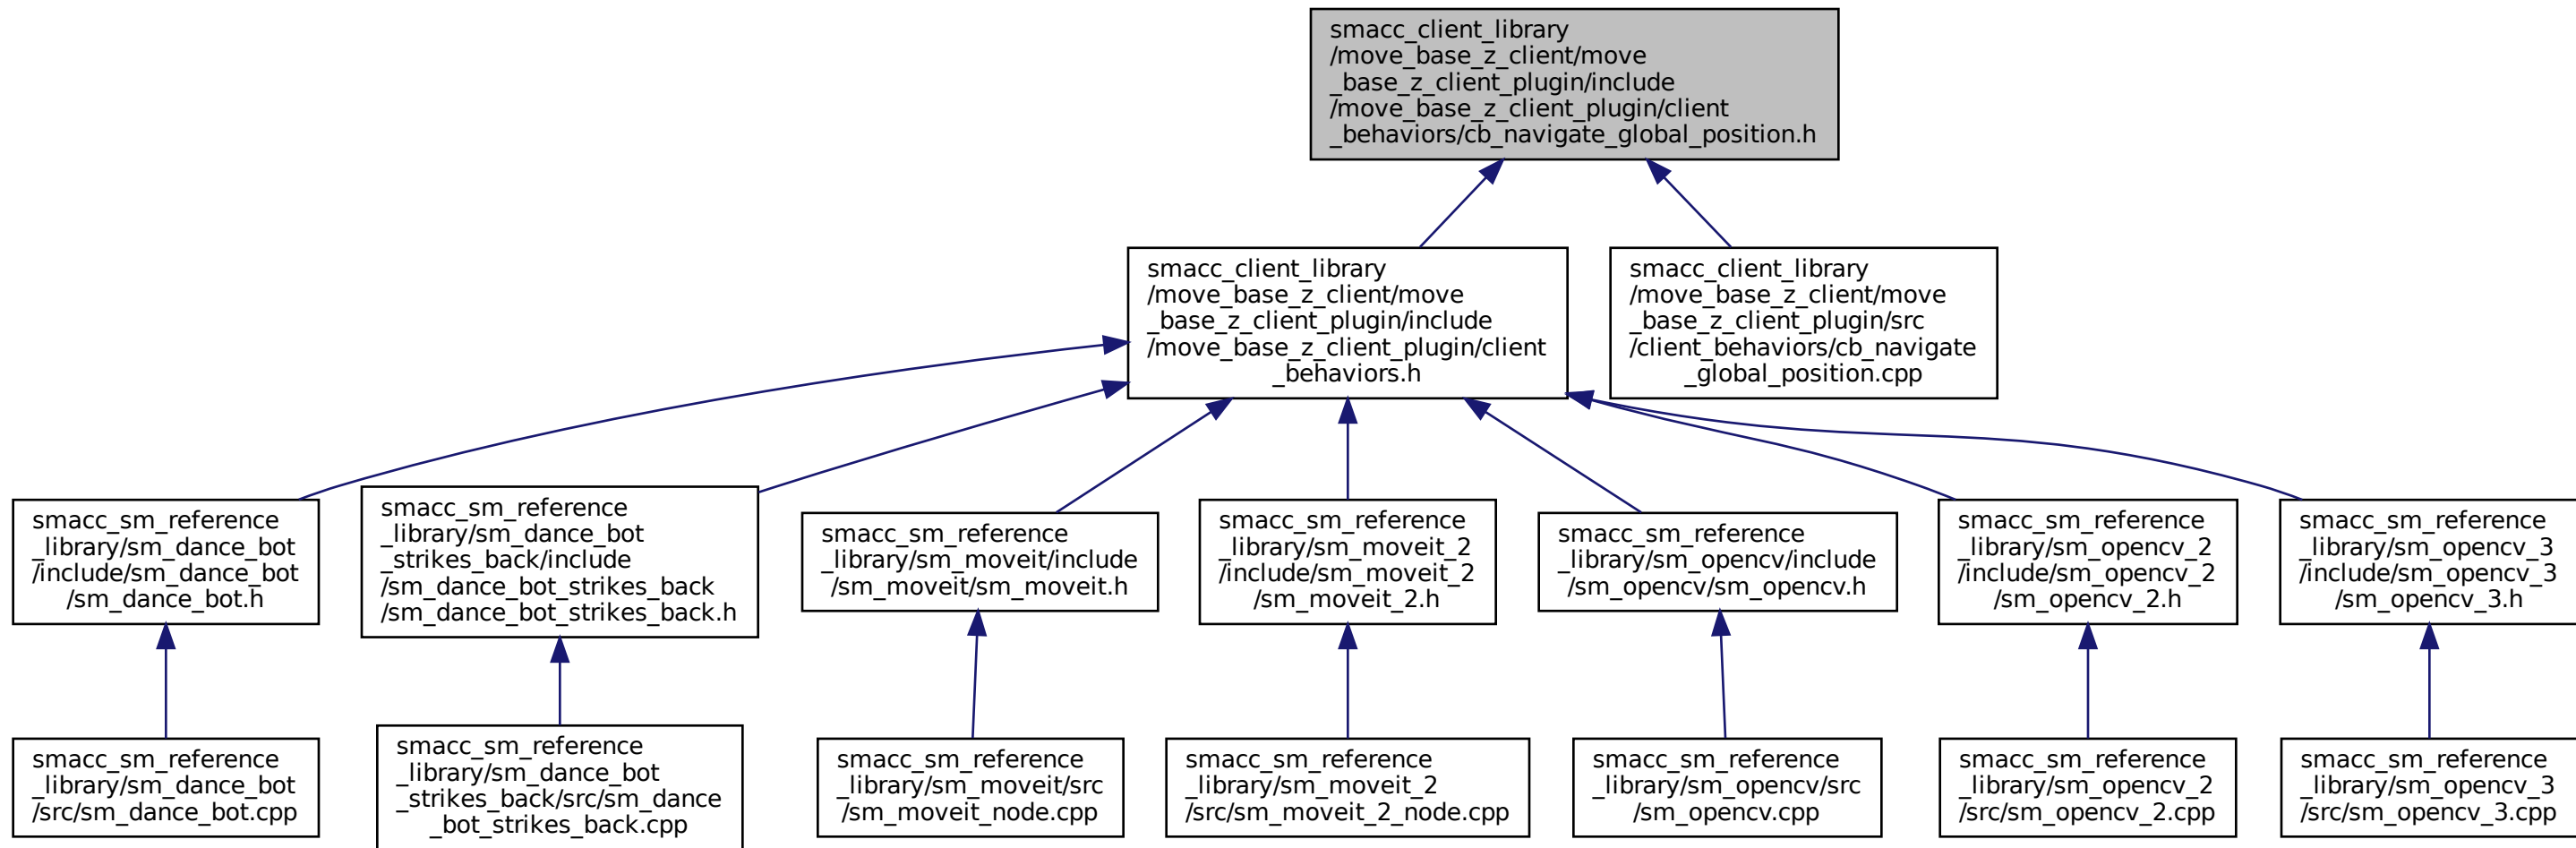 smacc_client_library
/move_base_z_client/move
_base_z_client_plugin/include
/move_base_z_client_plugin/client
_behaviors/cb_navigate_global_position.h
smacc_client_library
/move_base_z_client/move
_base_z_client_plugin/include
/move_base_z_client_plugin/client
_behaviors.h
smacc_client_library
/move_base_z_client/move
_base_z_client_plugin/src
/client_behaviors/cb_navigate
_global_position.cpp
smacc_sm_reference
_library/sm_dance_bot
/include/sm_dance_bot
/sm_dance_bot.h
smacc_sm_reference
_library/sm_dance_bot
_strikes_back/include
/sm_dance_bot_strikes_back
/sm_dance_bot_strikes_back.h
smacc_sm_reference
_library/sm_moveit/include
/sm_moveit/sm_moveit.h
smacc_sm_reference
_library/sm_moveit_2
/include/sm_moveit_2
/sm_moveit_2.h
smacc_sm_reference
_library/sm_opencv/include
/sm_opencv/sm_opencv.h
smacc_sm_reference
_library/sm_opencv_2
/include/sm_opencv_2
/sm_opencv_2.h
smacc_sm_reference
_library/sm_opencv_3
/include/sm_opencv_3
/sm_opencv_3.h
smacc_sm_reference
_library/sm_dance_bot
/src/sm_dance_bot.cpp
smacc_sm_reference
_library/sm_dance_bot
_strikes_back/src/sm_dance
_bot_strikes_back.cpp
smacc_sm_reference
_library/sm_moveit/src
/sm_moveit_node.cpp
smacc_sm_reference
_library/sm_moveit_2
/src/sm_moveit_2_node.cpp
smacc_sm_reference
_library/sm_opencv/src
/sm_opencv.cpp
smacc_sm_reference
_library/sm_opencv_2
/src/sm_opencv_2.cpp
smacc_sm_reference
_library/sm_opencv_3
/src/sm_opencv_3.cpp